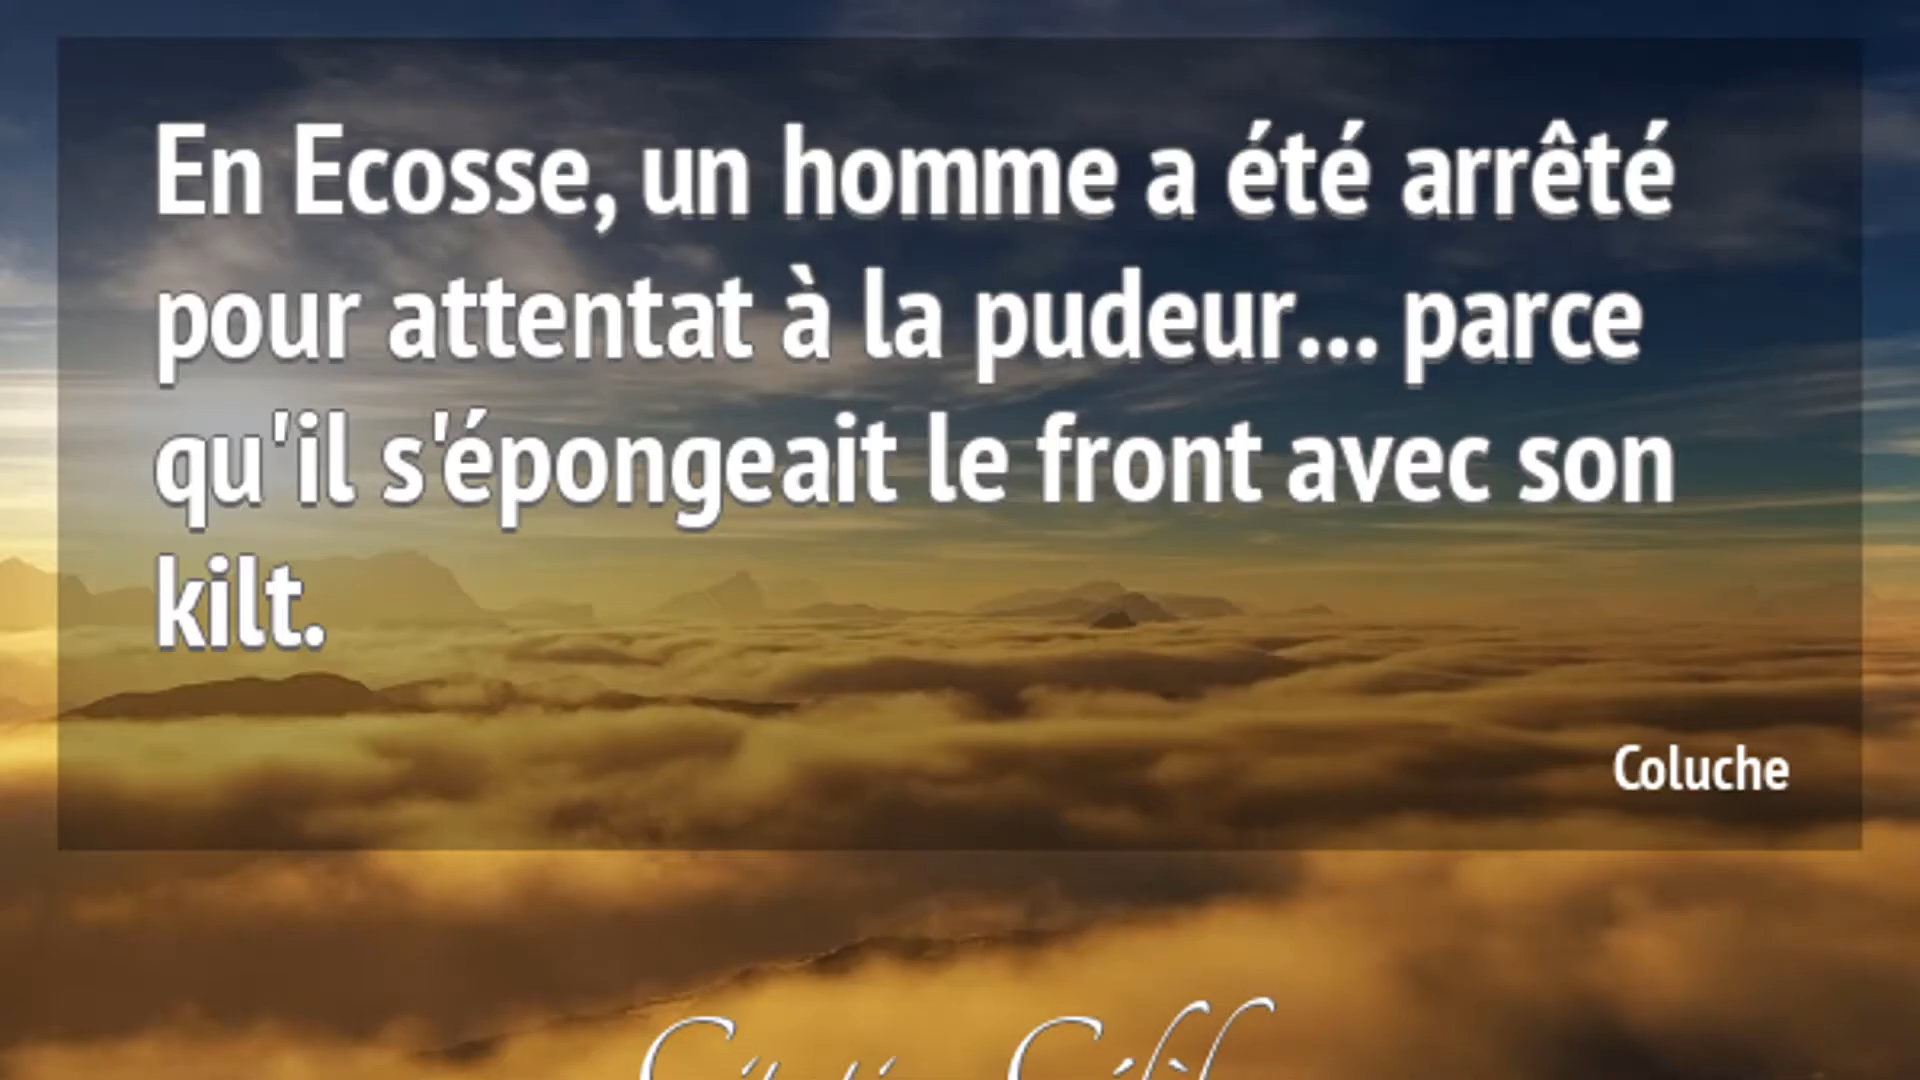 En Ecosse, un homme a été arrêté
pour attentat à la pudeur... parce
qu'il s'épongeait le front avec son
kilt.
Coluche